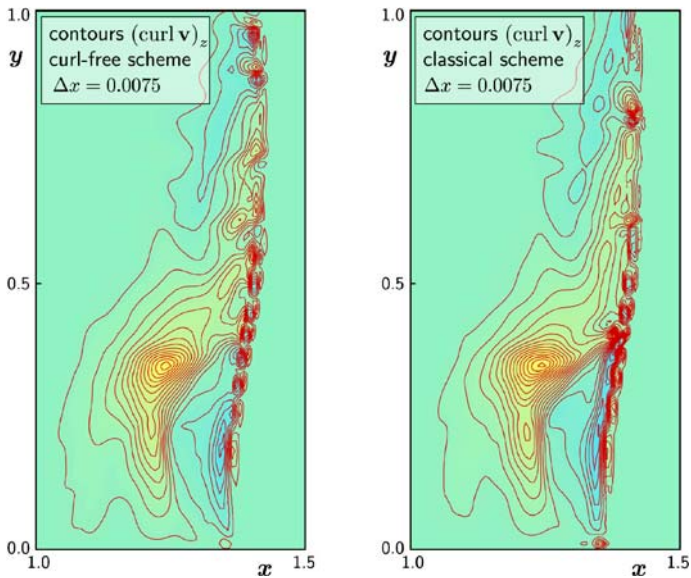 1.0
y
contours (curl v)z
curl-free scheme
Δx = 0.0075
0.5
0.0
1.0
x
1.5
1.0
y
contours (curl v)z
classical scheme
Δx = 0.0075
0.5
0.0
1.0
x
1.5